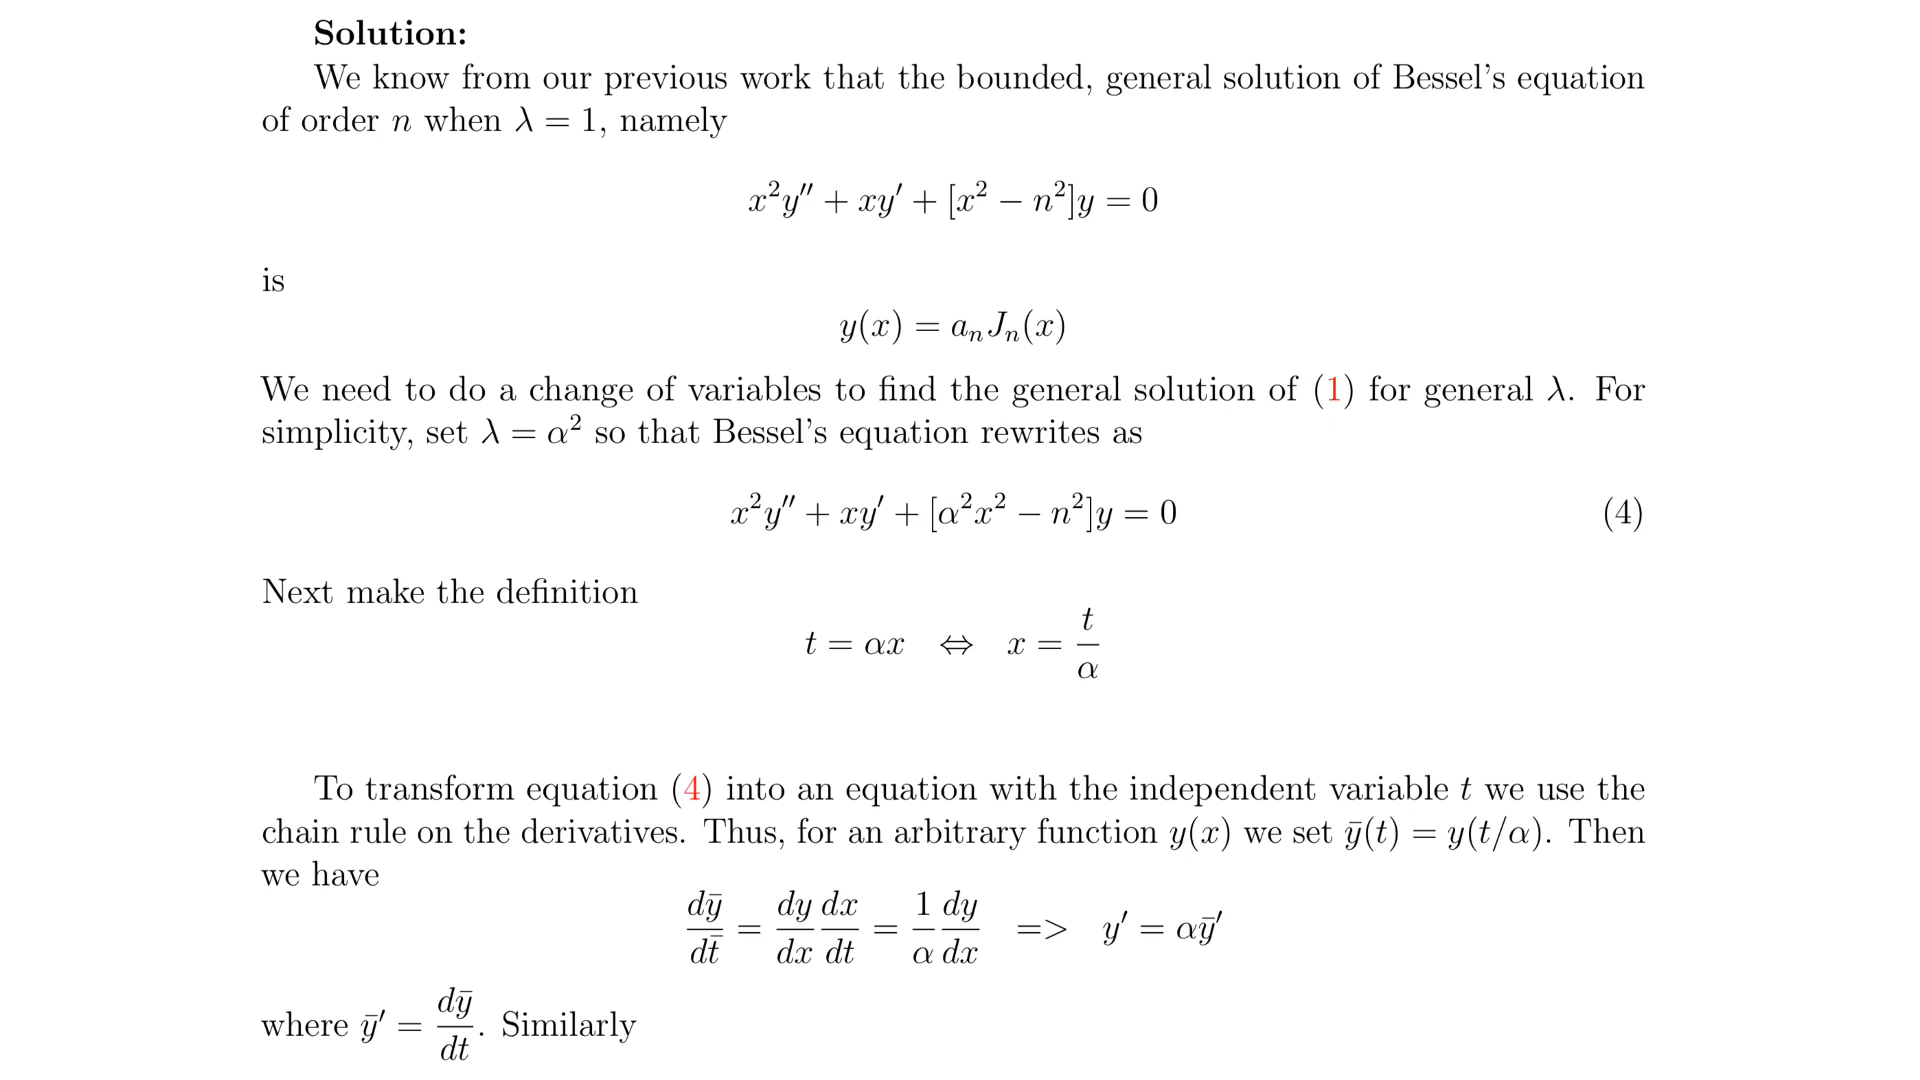 Solution:
We know from our previous work that the bounded, general solution of Bessel's equation
of order n when λ = 1, namely
x²y″ + xy′ + [x² − n²]y = 0
is
y(x) = aₙJₙ(x)
We need to do a change of variables to find the general solution of (1) for general λ. For
simplicity, set λ = α² so that Bessel's equation rewrites as
x²y″ + xy′ + [α²x² − n²]y = 0 (4)
Next make the definition
t = αx ⇔ x = t/α
To transform equation (4) into an equation with the independent variable t we use the
chain rule on the derivatives. Thus, for an arbitrary function y(x) we set ȳ(t) = y(t/α). Then
we have
dȳ/dt̄ = dy/dx dx/dt = 1/α dy/dx => y′ = αȳ′
where ȳ′ = dȳ/dt. Similarly